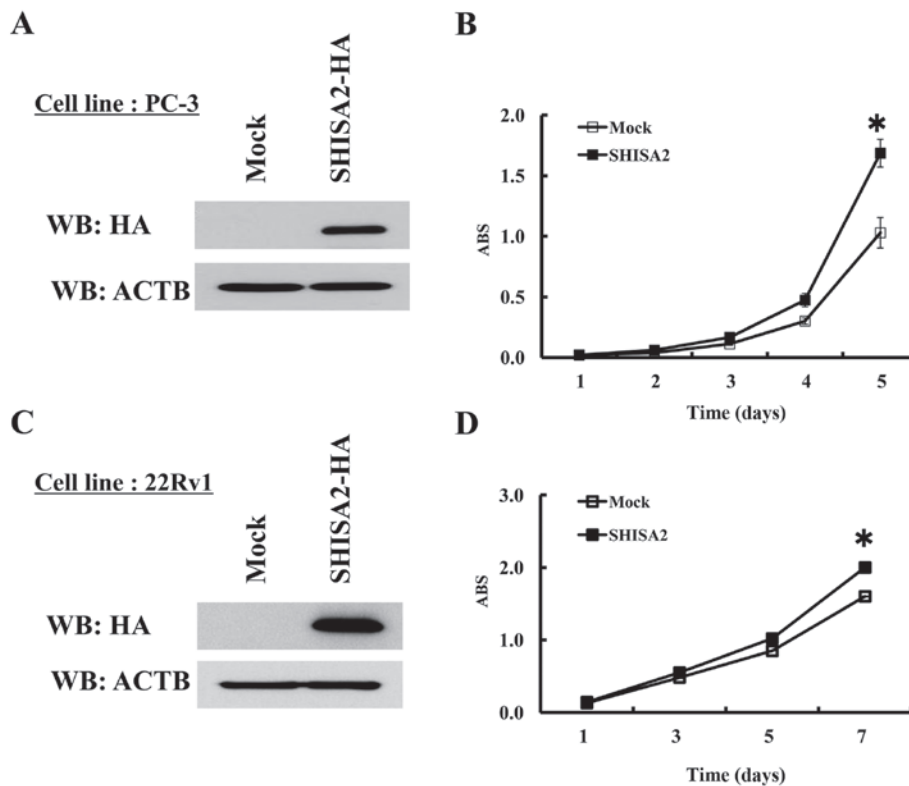 A
Cell line : PC-3
Mock
SHISA2-HA
WB: HA
WB: ACTB
B
2.0
1.5
1.0
0.5
0.0
ABS
Mock
SHISA2
*
1 2 3 4 5
Time (days)
C
Cell line : 22Rv1
Mock
SHISA2-HA
WB: HA
WB: ACTB
D
3.0
2.0
1.0
0.0
ABS
Mock
SHISA2
*
1 3 5 7
Time (days)